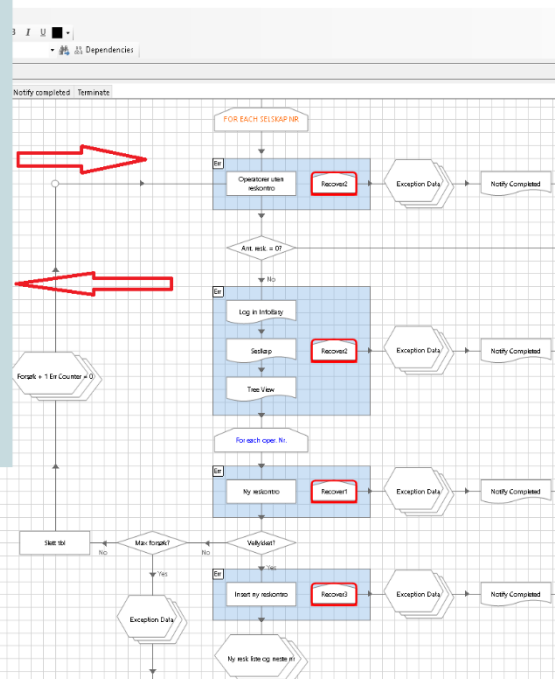 I U
Dependencies
Notify completed Terminate
FOR EACH SELSKAP NR
Err
Operatører uten
reskontro
Recover2
Exception Data
Notify Completed
Ant. resk. = 0?
No
Err
Log in InfoEasy
Selskap
Recover2
Exception Data
Notify Completed
Tree View
Forsøk + 1 Err Counter = 0
For each oper. Nr.
Err
Ny reskontro
Recover1
Exception Data
Notify Completed
Slett tbl
No
Max forsøk?
No
Vellykket?
Yes
Yes
Err
Insert ny reskontro
Recover3
Exception Data
Notify Completed
Exception Data
Ny resk liste og neste nr